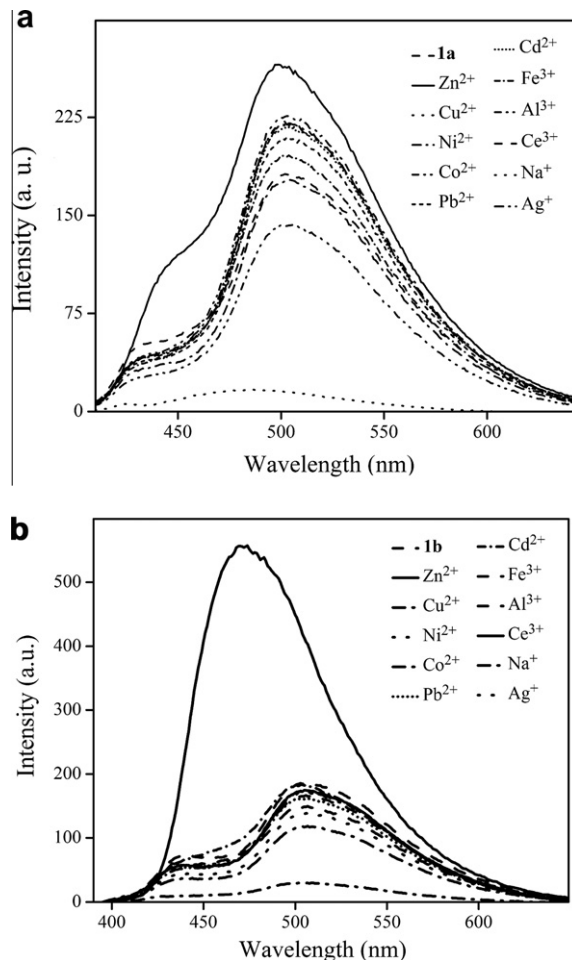 a
Intensity (a. u.)
225
150
75
0
1a
Zn2+
Cu2+
Ni2+
Co2+
Pb2+
Cd2+
Fe3+
Al3+
Ce3+
Na+
Ag+
450 500 550 600
Wavelength (nm)
b
Intensity (a.u.)
500
400
300
200
100
0
1b
Zn2+
Cu2+
Ni2+
Co2+
Pb2+
Cd2+
Fe3+
Al3+
Ce3+
Na+
Ag+
400 450 500 550 600
Wavelength (nm)